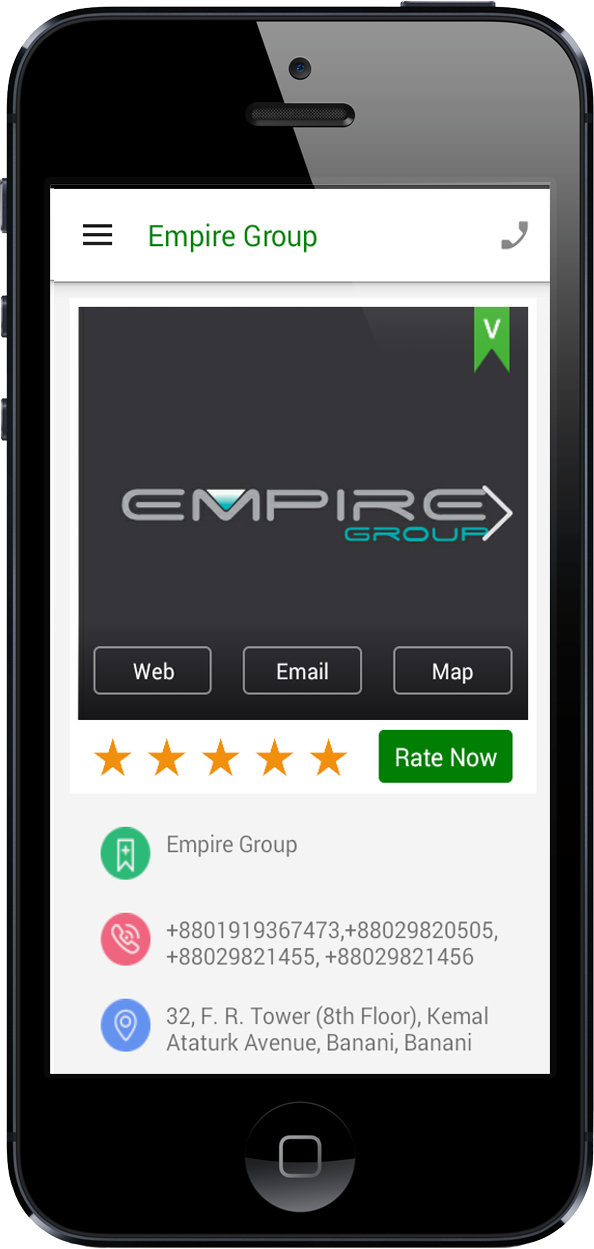 Empire Group
V
EMPIRE
GROUP
Web
Email
Map
Rate Now
Empire Group
+8801919367473,+88029820505,
+88029821455, +88029821456
32, F. R. Tower (8th Floor), Kemal
Ataturk Avenue, Banani, Banani